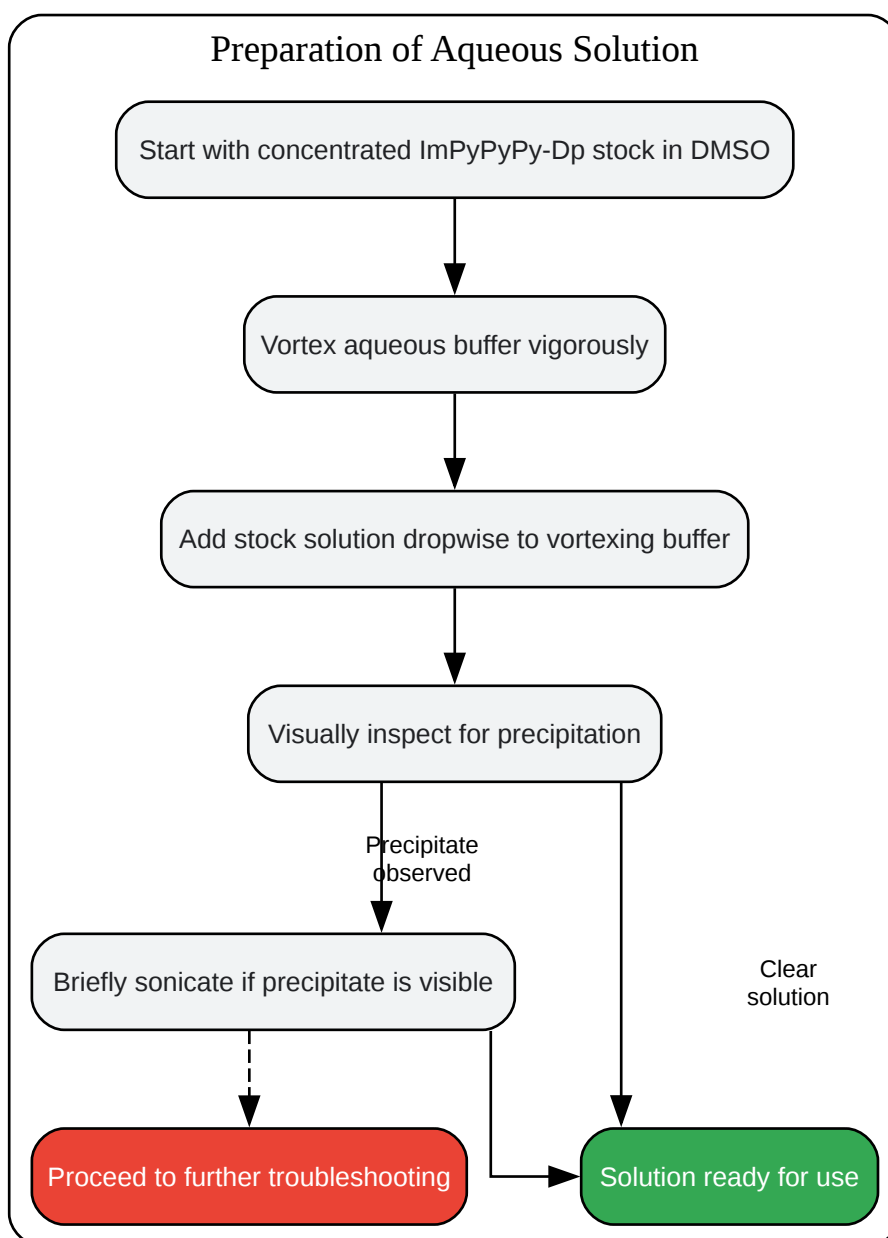 Preparation of Aqueous Solution
Start with concentrated ImPyPyPy-Dp stock in DMSO
Vortex aqueous buffer vigorously
Add stock solution dropwise to vortexing buffer
Visually inspect for precipitation
Precipitate
observed
Briefly sonicate if precipitate is visible
Clear
solution
Proceed to further troubleshooting
Solution ready for use